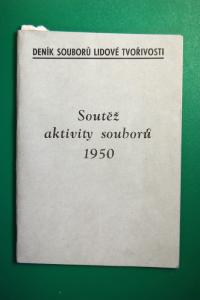 DENÍK SOUBORŮ LIDOVÉ TVOŘIVOSTI
Soutěž
aktivity souborů
1950